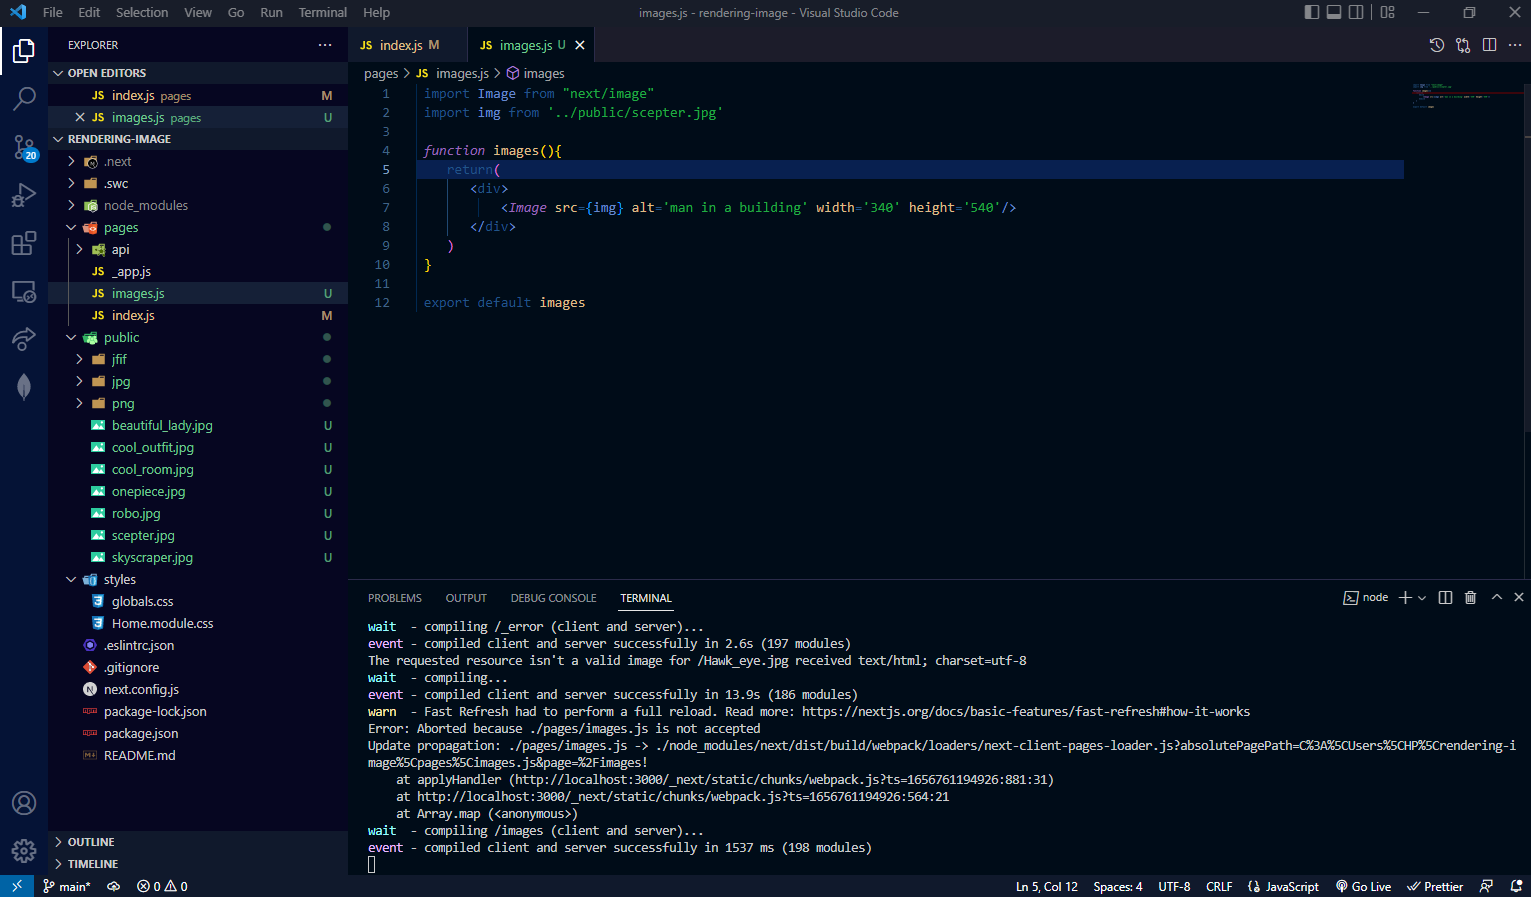 File Edit Selection View Go Run Terminal Help
images.js - rendering-image - Visual Studio Code
EXPLORER
OPEN EDITORS
JS index.js pages M
JS images.js pages U
RENDERING-IMAGE
.next
.swc
node_modules
pages
api
JS _app.js
JS images.js U
JS index.js M
public
jfif
jpg
png
beautiful_lady.jpg U
cool_outfit.jpg U
cool_room.jpg U
onepiece.jpg U
robo.jpg U
scepter.jpg U
skyscraper.jpg U
styles
globals.css
Home.module.css
.eslintrc.json
.gitignore
next.config.js
package-lock.json
package.json
README.md
OUTLINE
TIMELINE
20
JS index.js M JS images.js U
pages > JS images.js > images
1 import Image from "next/image"
2 import img from '../public/scepter.jpg'
3
4 function images(){
5 return(
6 <div>
7 <Image src={img} alt='man in a building' width='340' height='540'/>
8 </div>
9 )
10 }
11
12 export default images
PROBLEMS OUTPUT DEBUG CONSOLE TERMINAL
node
wait - compiling /_error (client and server)...
event - compiled client and server successfully in 2.6s (197 modules)
The requested resource isn't a valid image for /Hawk_eye.jpg received text/html; charset=utf-8
wait - compiling...
event - compiled client and server successfully in 13.9s (186 modules)
warn - Fast Refresh had to perform a full reload. Read more: https://nextjs.org/docs/basic-features/fast-refresh#how-it-works
Error: Aborted because ./pages/images.js is not accepted
Update propagation: ./pages/images.js -> ./node_modules/next/dist/build/webpack/loaders/next-client-pages-loader.js?absolutePagePath=C%3A%5CUsers%5CHP%5Crendering-i
mage%5Cpages%5Cimages.js&page=%2Fimages!
at applyHandler (http://localhost:3000/_next/static/chunks/webpack.js?ts=1656761194926:881:31)
at http://localhost:3000/_next/static/chunks/webpack.js?ts=1656761194926:564:21
at Array.map (<anonymous>)
wait - compiling /images (client and server)...
event - compiled client and server successfully in 1537 ms (198 modules)
main* 0 0
Ln 5, Col 12 Spaces: 4 UTF-8 CRLF JavaScript Go Live Prettier